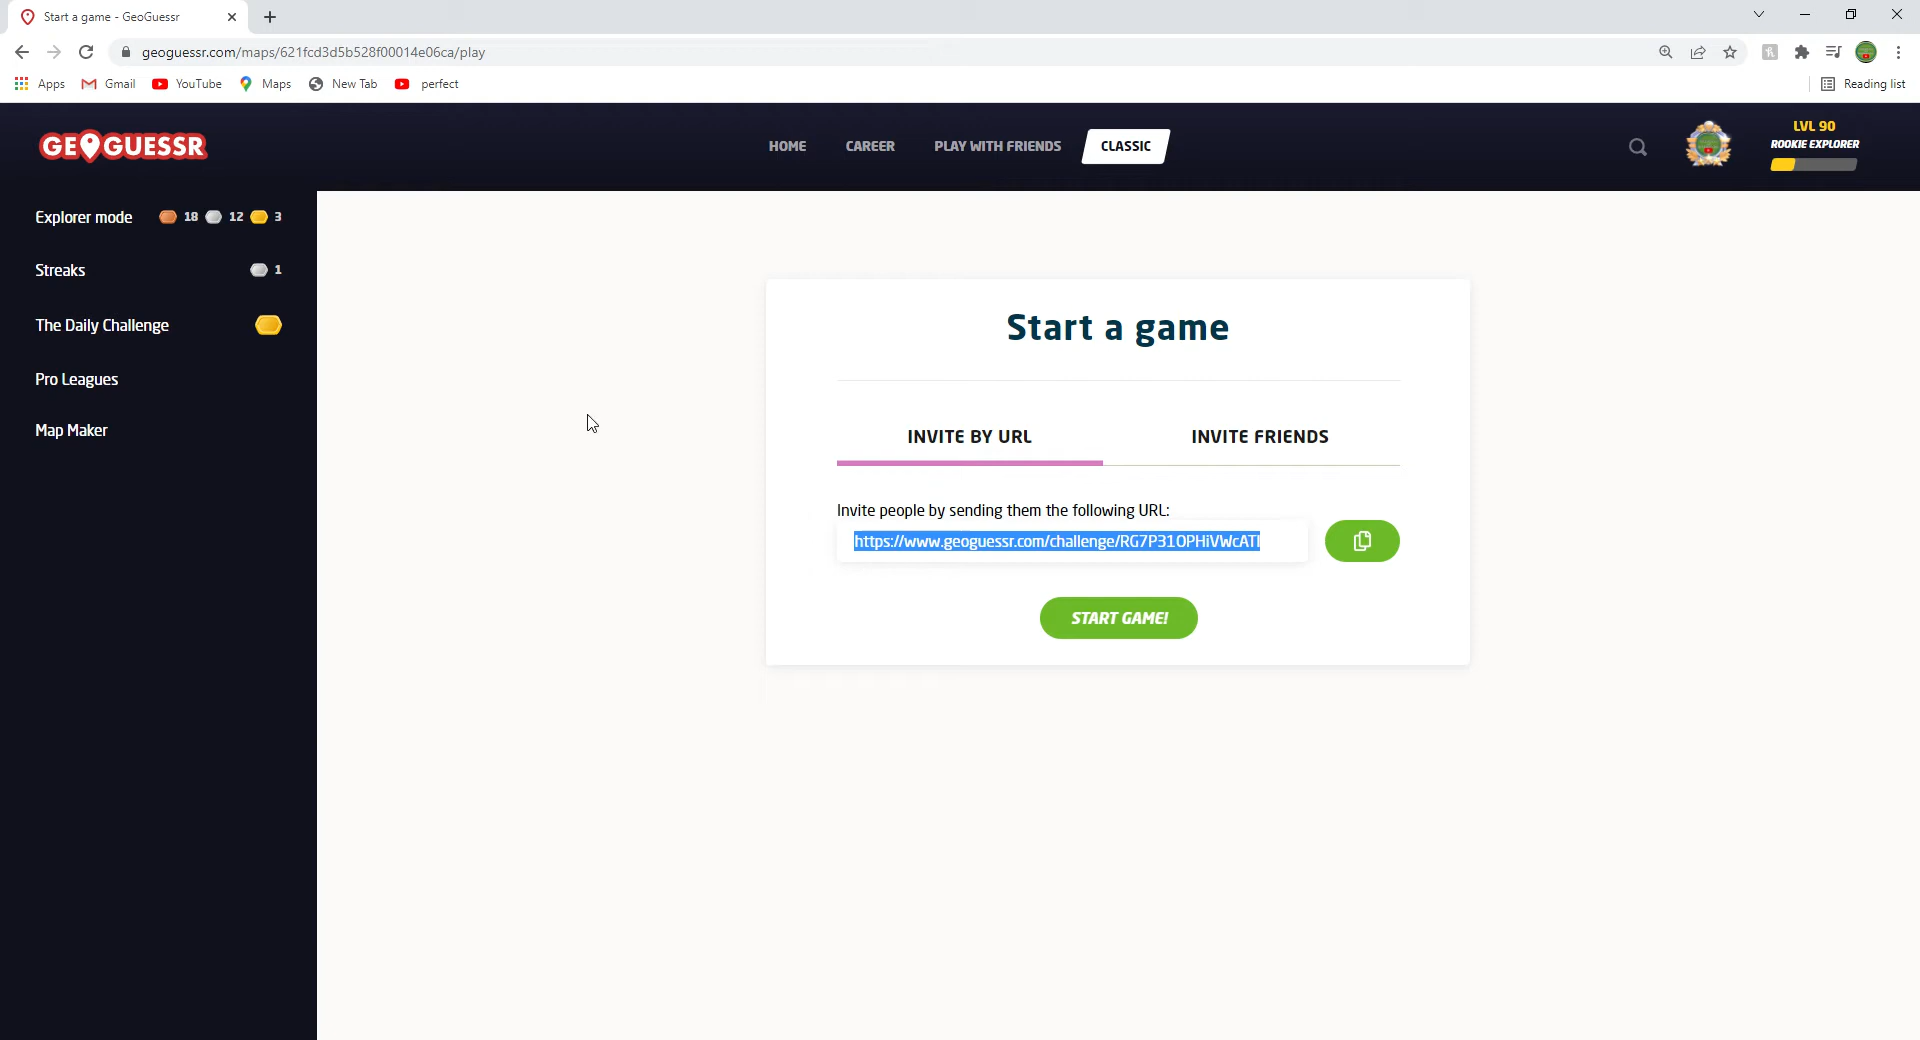 Start a game - GeoGuessr
geoguessr.com/maps/621fcd3d5b528f00014e06ca/play
Apps Gmail YouTube Maps New Tab perfect Reading list
GEOGUESSR HOME CAREER PLAY WITH FRIENDS CLASSIC LVL 90
ROOKIE EXPLORER
Explorer mode 18 12 3
Streaks 1
The Daily Challenge
Pro Leagues
Map Maker
Start a game
INVITE BY URL INVITE FRIENDS
Invite people by sending them the following URL:
https://www.geoguessr.com/challenge/RG7P31OPHiVWcATI
START GAME!